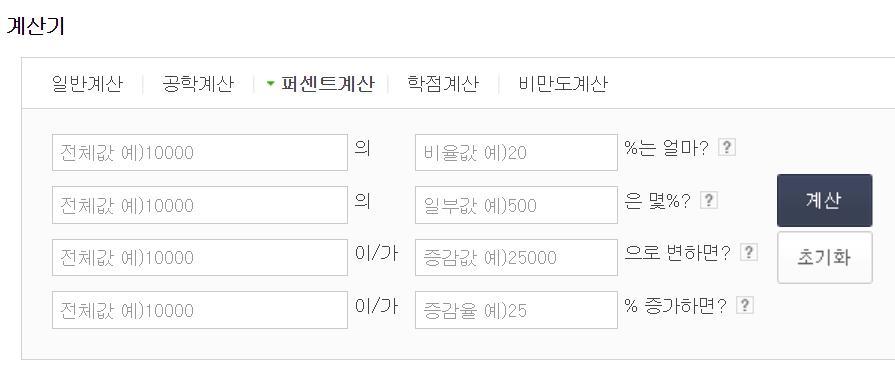 계산기
일반계산 공학계산 퍼센트계산 학점계산 비만도계산
전체값 예)10000 의 비율값 예)20 %는 얼마? ?
전체값 예)10000 의 일부값 예)500 은 몇%? ? 계산
전체값 예)10000 이/가 증감값 예)25000 으로 변하면? ? 초기화
전체값 예)10000 이/가 증감율 예)25 % 증가하면? ?